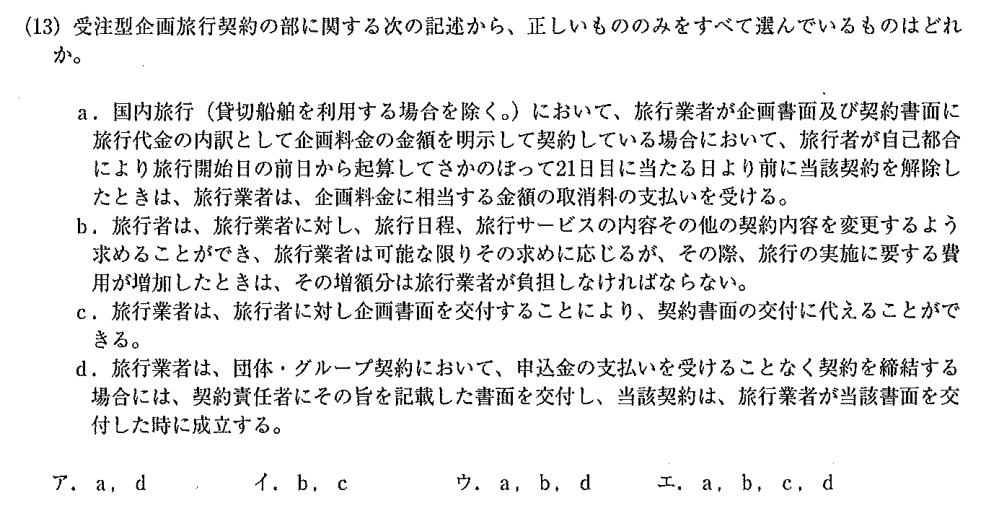 (13) 受注型企画旅行契約の部に関する次の記述から、正しいもののみをすべて選んでいるものはどれ
か。
a．国内旅行（貸切船舶を利用する場合を除く。）において、旅行業者が企画書面及び契約書面に
旅行代金の内訳として企画料金の金額を明示して契約している場合において、旅行者が自己都合
により旅行開始日の前日から起算してさかのぼって21日目に当たる日より前に当該契約を解除し
たときは、旅行業者は、企画料金に相当する金額の取消料の支払いを受ける。
b．旅行者は、旅行業者に対し、旅行日程、旅行サービスの内容その他の契約内容を変更するよう
求めることができ、旅行業者は可能な限りその求めに応じるが、その際、旅行の実施に要する費
用が増加したときは、その増額分は旅行業者が負担しなければならない。
c．旅行業者は、旅行者に対し企画書面を交付することにより、契約書面の交付に代えることがで
きる。
d．旅行業者は、団体・グループ契約において、申込金の支払いを受けることなく契約を締結する
場合には、契約責任者にその旨を記載した書面を交付し、当該契約は、旅行業者が当該書面を交
付した時に成立する。
ア．a，d　イ．b，c　ウ．a，b，d　エ．a，b，c，d